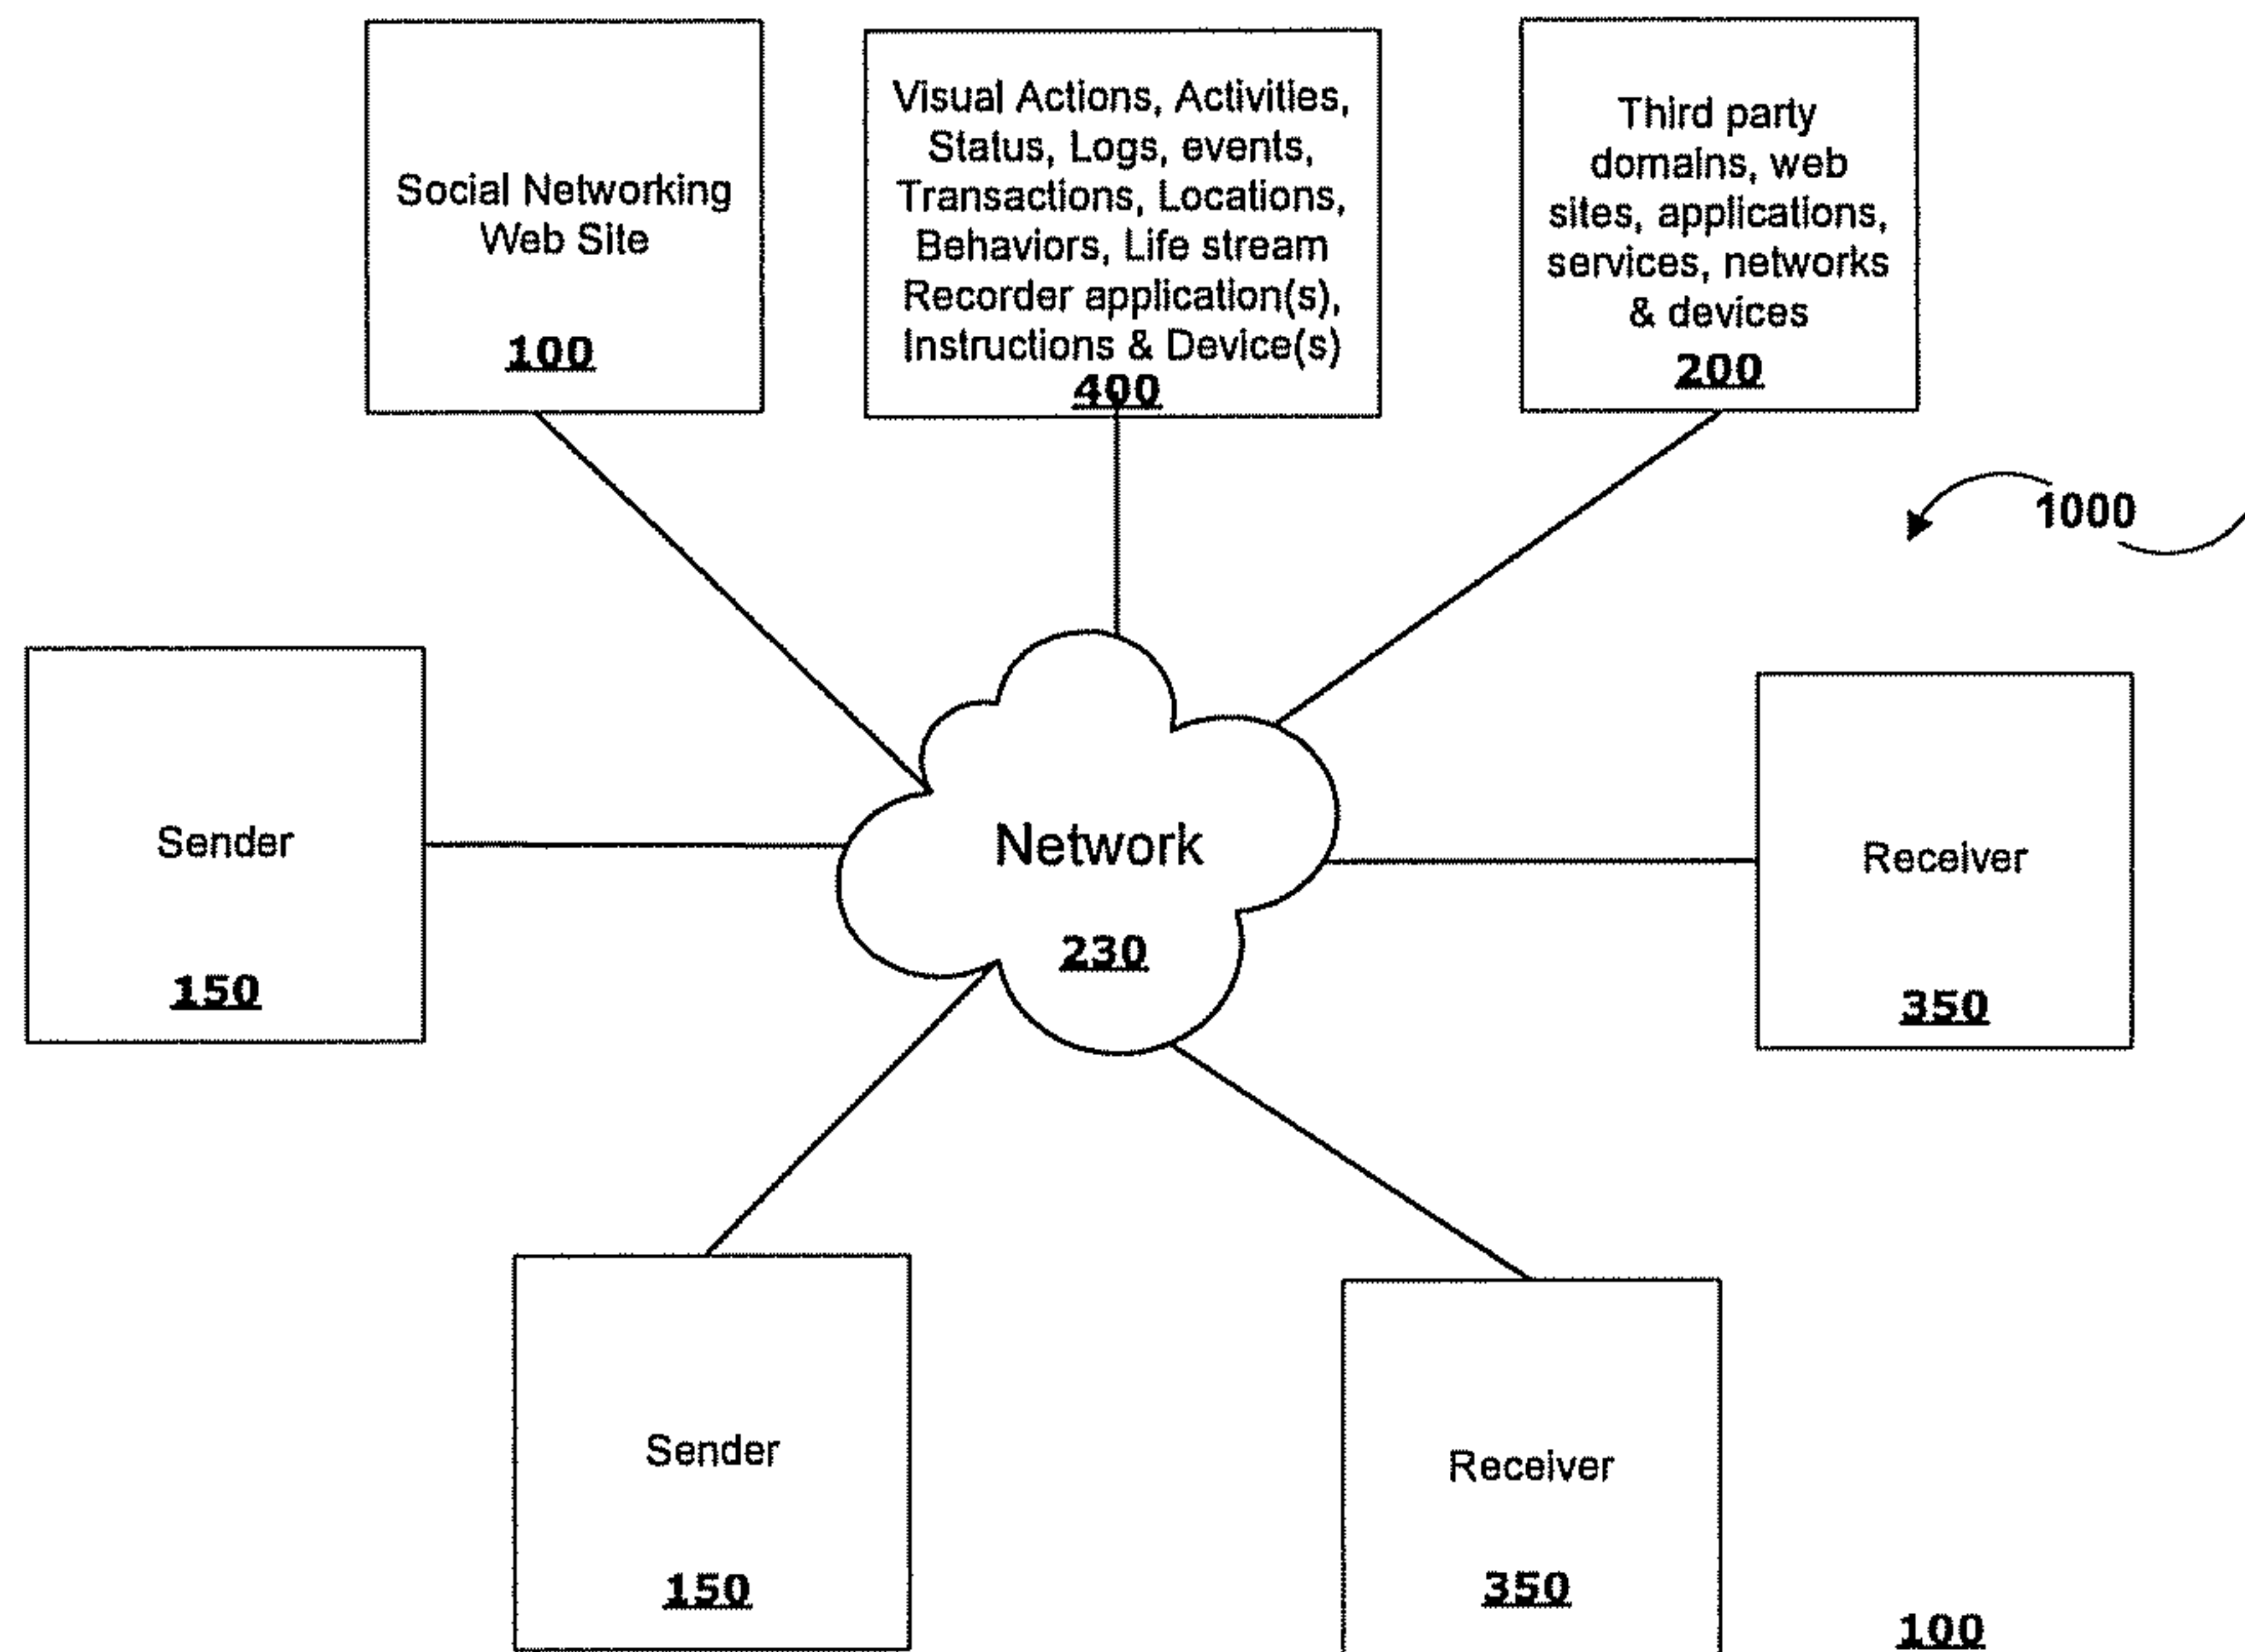 Social Networking
Web Site
100
Visual Actions, Activities,
Status, Logs, events,
Transactions, Locations,
Behaviors, Life stream
Recorder application(s),
Instructions & Device(s)
400
Third party
domains, web
sites, applications,
services, networks
& devices
200
1000
Sender
150
Network
230
Receiver
350
Sender
150
Receiver
350
100